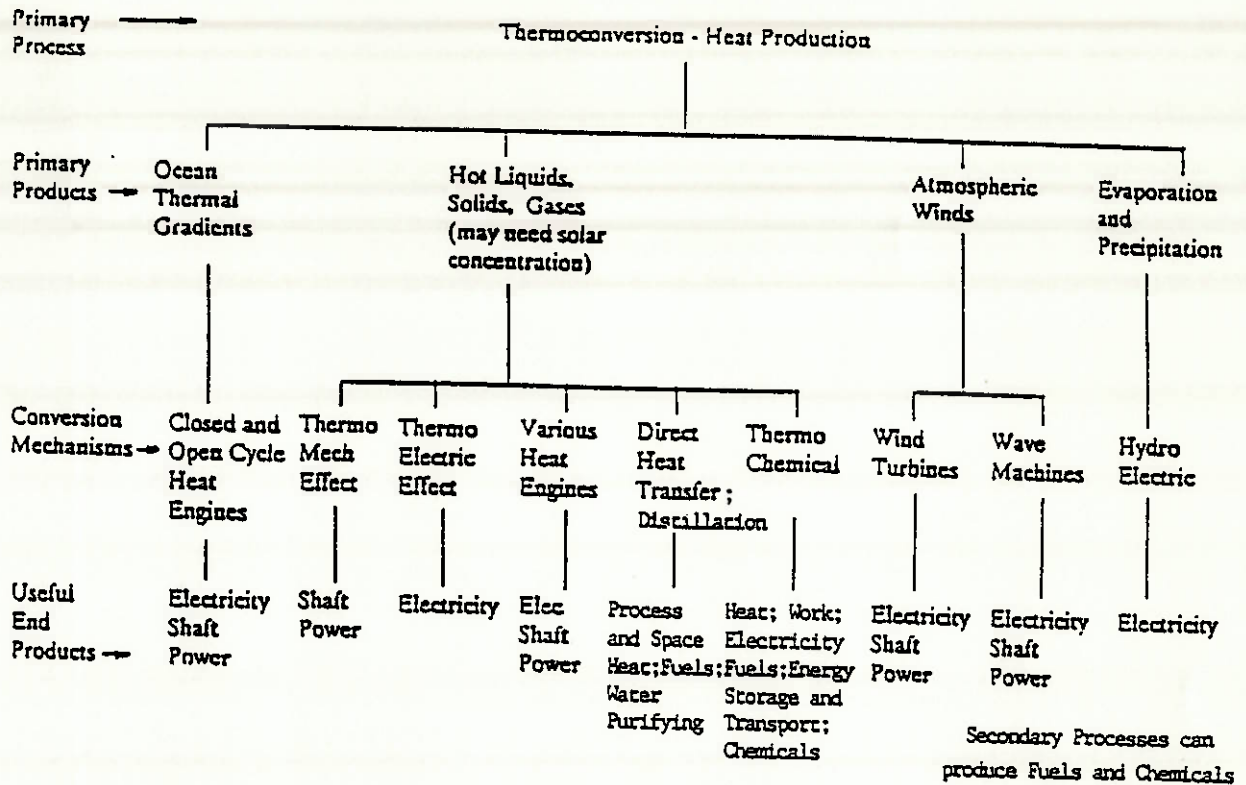 Primary
Process
Thermoconversion - Heat Production
Primary
Products
Ocean
Thermal
Gradients
Hot Liquids,
Solids, Gases
(may need solar
concentration)
Atmospheric
Winds
Evaporation
and
Precipitation
Conversion
Mechanisms
Closed and
Open Cycle
Heat
Engines
Thermo
Mech
Effect
Thermo
Electric
Effect
Various
Heat
Engines
Direct
Heat
Transfer;
Distillation
Thermo
Chemical
Wind
Turbines
Wave
Machines
Hydro
Electric
Useful
End
Products
Electricity
Shaft
Power
Shaft
Power
Electricity
Elec
Shaft
Power
Process
and Space
Heat;Fuels;
Water
Purifying
Heat; Work;
Electricity
Fuels;Energy
Storage and
Transport;
Chemicals
Electricity
Shaft
Power
Electricity
Shaft
Power
Electricity
Secondary Processes can
produce Fuels and Chemicals